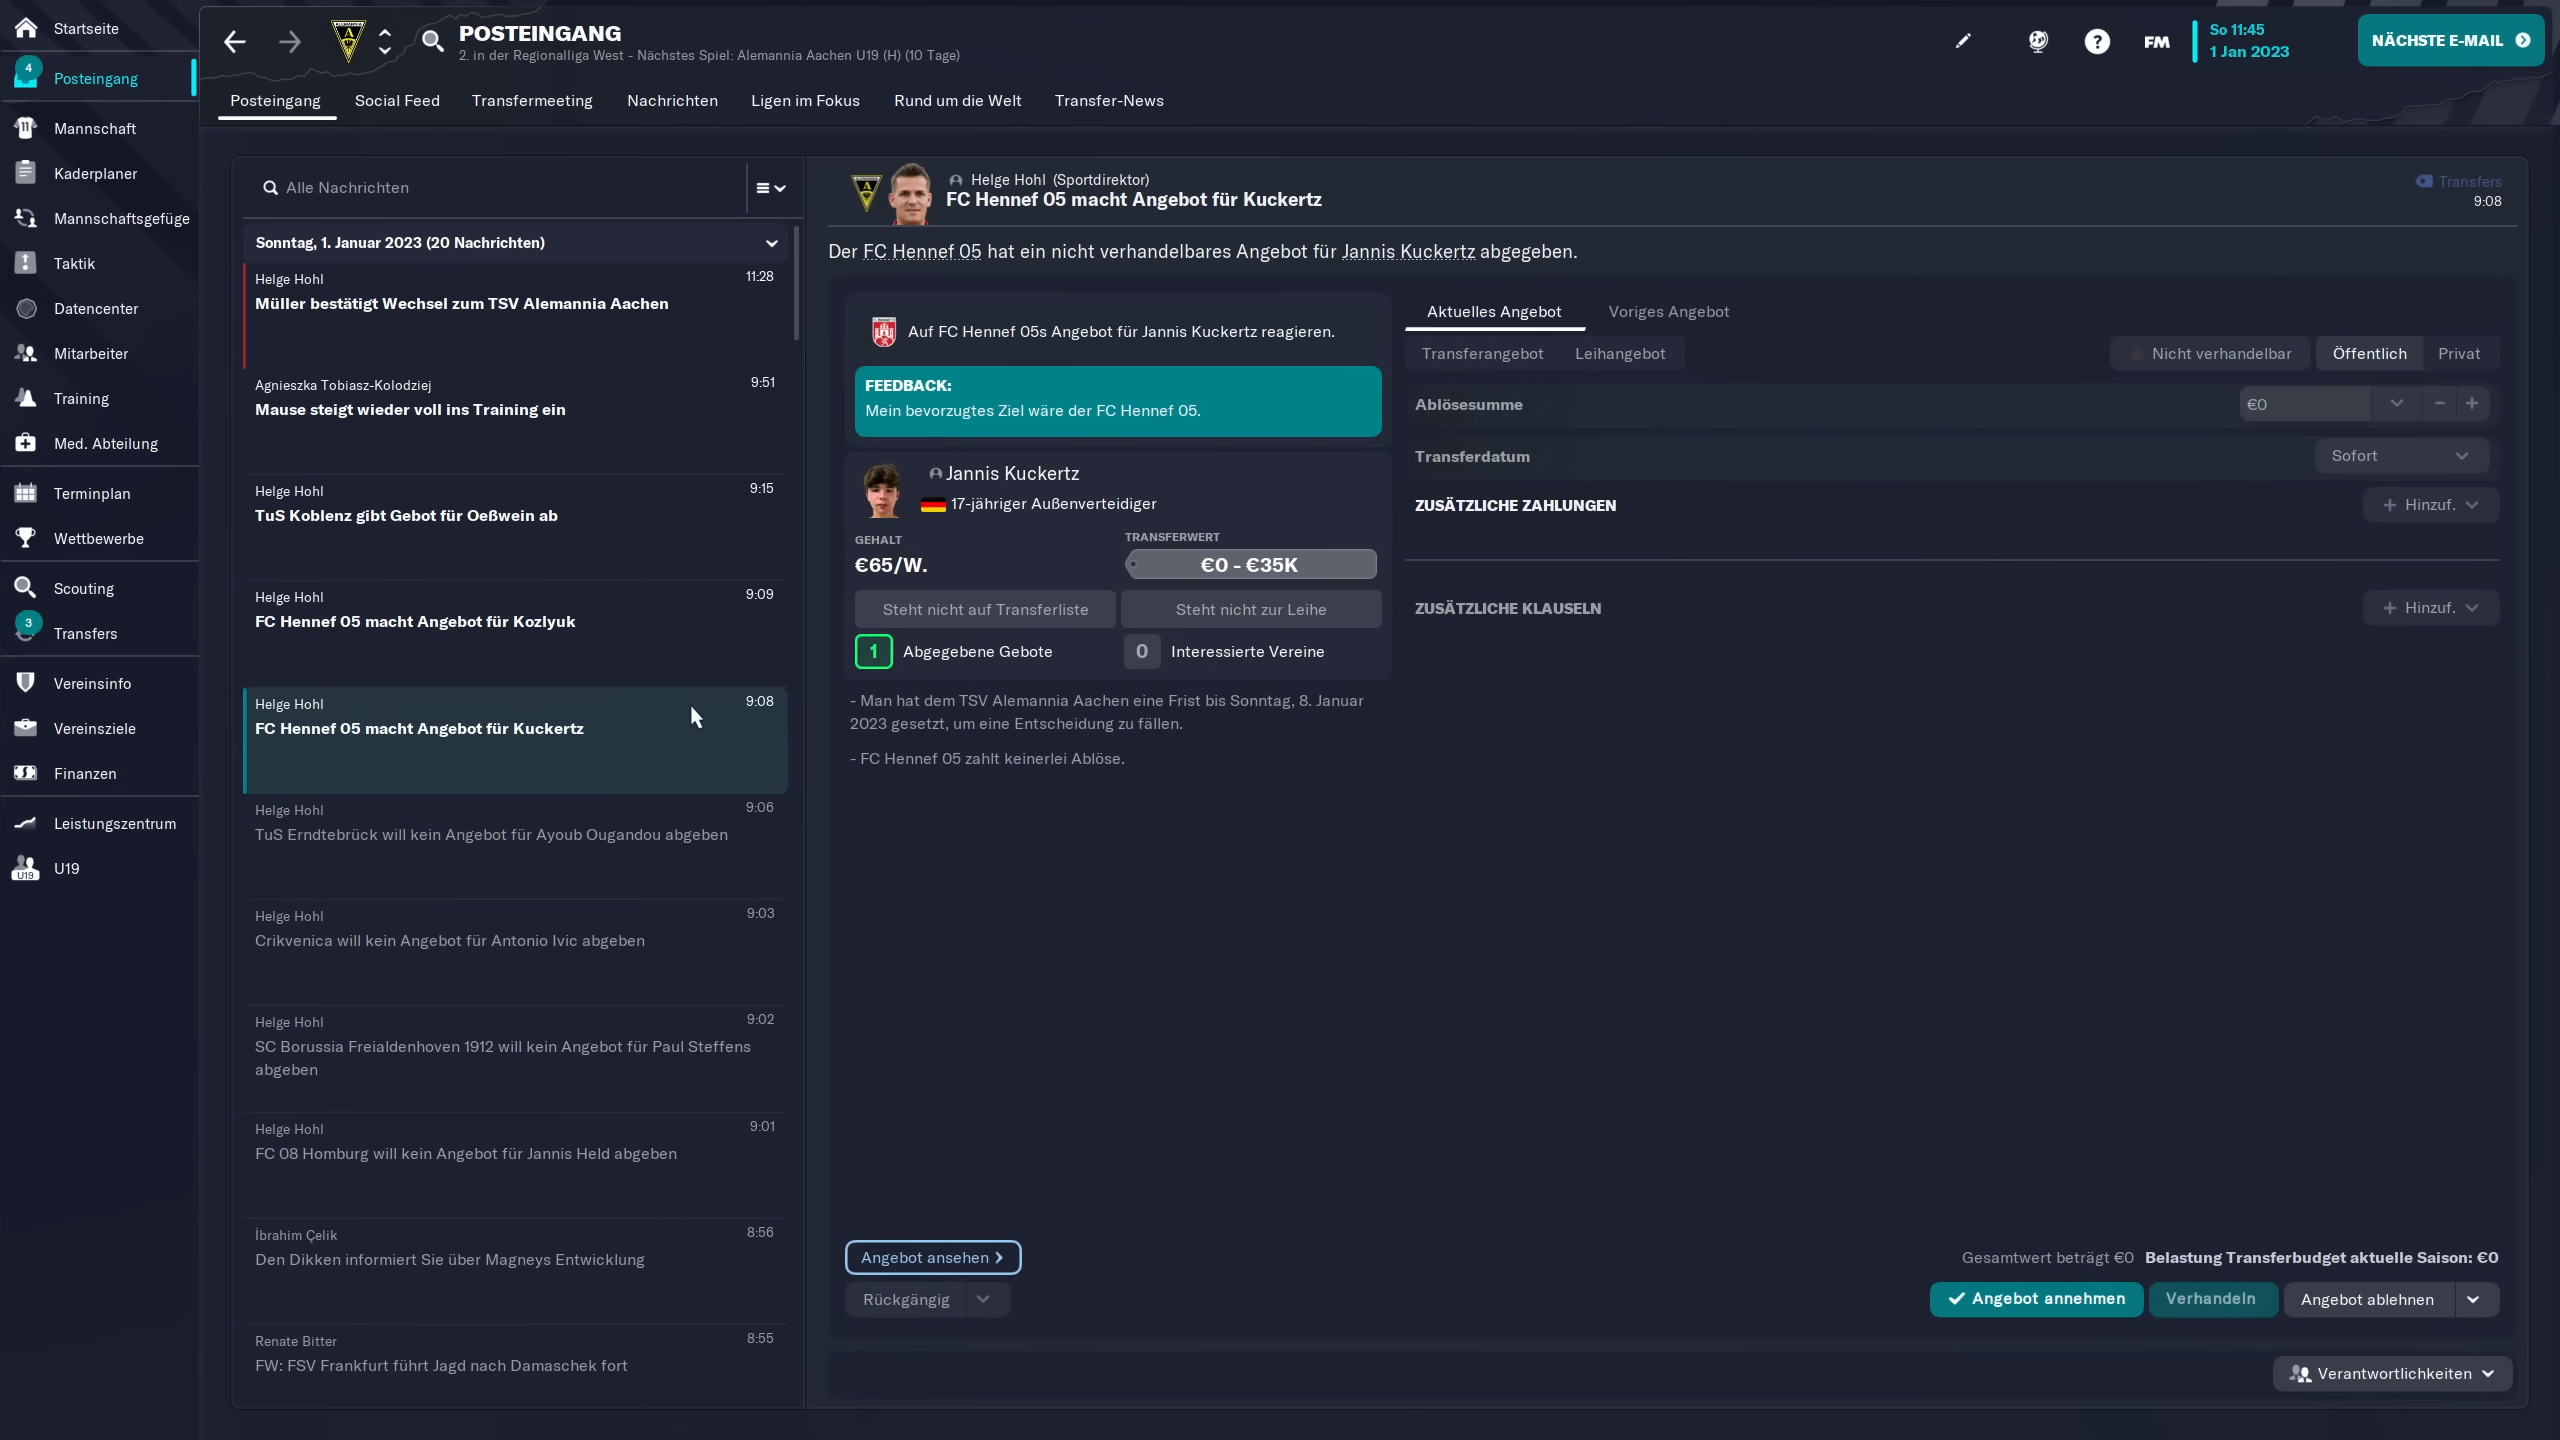 Startseite
4
Posteingang
Mannschaft
Kaderplaner
Mannschaftsgefüge
Taktik
Datencenter
Mitarbeiter
Training
Med. Abteilung
Terminplan
Wettbewerbe
Scouting
3
Transfers
Vereinsinfo
Vereinsziele
Finanzen
Leistungszentrum
U19
U19
POSTEINGANG
2. in der Regionalliga West - Nächstes Spiel: Alemannia Aachen U19 (H) (10 Tage)
FM
So 11:45
1 Jan 2023
NÄCHSTE E-MAIL
Posteingang
Social Feed
Transfermeeting
Nachrichten
Ligen im Fokus
Rund um die Welt
Transfer-News
Alle Nachrichten
Sonntag, 1. Januar 2023 (20 Nachrichten)
Helge Hohl 11:28
Müller bestätigt Wechsel zum TSV Alemannia Aachen
Agnieszka Tobiasz-Kolodziej 9:51
Mause steigt wieder voll ins Training ein
Helge Hohl 9:15
TuS Koblenz gibt Gebot für Oeßwein ab
Helge Hohl 9:09
FC Hennef 05 macht Angebot für Kozlyuk
Helge Hohl 9:08
FC Hennef 05 macht Angebot für Kuckertz
Helge Hohl 9:06
TuS Erndtebrück will kein Angebot für Ayoub Ougandou abgeben
Helge Hohl 9:03
Crikvenica will kein Angebot für Antonio Ivic abgeben
Helge Hohl 9:02
SC Borussia Freialdenhoven 1912 will kein Angebot für Paul Steffens
abgeben
Helge Hohl 9:01
FC 08 Homburg will kein Angebot für Jannis Held abgeben
İbrahim Çelik 8:56
Den Dikken informiert Sie über Magneys Entwicklung
Renate Bitter 8:55
FW: FSV Frankfurt führt Jagd nach Damaschek fort
Helge Hohl (Sportdirektor)
FC Hennef 05 macht Angebot für Kuckertz
Transfers
9:08
Der FC Hennef 05 hat ein nicht verhandelbares Angebot für Jannis Kuckertz abgegeben.
Auf FC Hennef 05s Angebot für Jannis Kuckertz reagieren.
FEEDBACK:
Mein bevorzugtes Ziel wäre der FC Hennef 05.
Jannis Kuckertz
17-jähriger Außenverteidiger
GEHALT
€65/W.
TRANSFERWERT
€0 - €35K
Steht nicht auf Transferliste
Steht nicht zur Leihe
1 Abgegebene Gebote
0 Interessierte Vereine
- Man hat dem TSV Alemannia Aachen eine Frist bis Sonntag, 8. Januar
2023 gesetzt, um eine Entscheidung zu fällen.
- FC Hennef 05 zahlt keinerlei Ablöse.
Aktuelles Angebot
Voriges Angebot
Transferangebot
Leihangebot
Nicht verhandelbar
Öffentlich
Privat
Ablösesumme
€0
Transferdatum
Sofort
ZUSÄTZLICHE ZAHLUNGEN
Hinzuf.
ZUSÄTZLICHE KLAUSELN
Hinzuf.
Angebot ansehen
Rückgängig
Gesamtwert beträgt €0 Belastung Transferbudget aktuelle Saison: €0
Angebot annehmen
Verhandeln
Angebot ablehnen
Verantwortlichkeiten